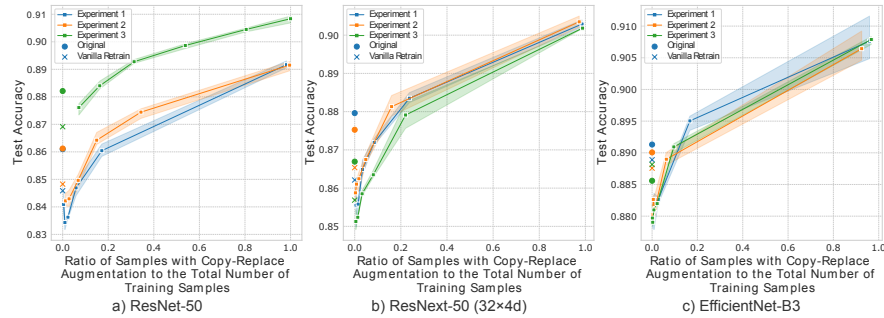 0.91
0.90
0.89
0.88
0.87
0.86
0.85
0.84
0.83
Test Accuracy
Experiment 1
Experiment 2
Experiment 3
Original
Vanilla Retrain
0.0 0.2 0.4 0.6 0.8 1.0
Ratio of Samples with Copy-Replace
Augmentation to the Total Number of
Training Samples
a) ResNet-50
0.90
0.89
0.88
0.87
0.86
0.85
Test Accuracy
Experiment 1
Experiment 2
Experiment 3
Original
Vanilla Retrain
0.0 0.2 0.4 0.6 0.8 1.0
Ratio of Samples with Copy-Replace
Augmentation to the Total Number of
Training Samples
b) ResNext-50 (32×4d)
0.910
0.905
0.900
0.895
0.890
0.885
0.880
Test Accuracy
Experiment 1
Experiment 2
Experiment 3
Original
Vanilla Retrain
0.0 0.2 0.4 0.6 0.8 1.0
Ratio of Samples with Copy-Replace
Augmentation to the Total Number of
Training Samples
c) EfficientNet-B3